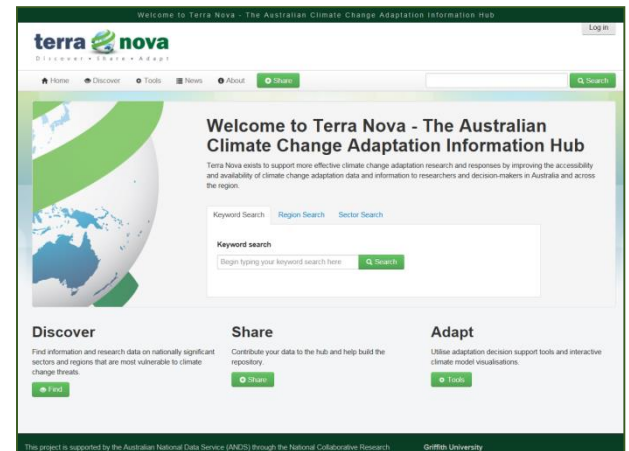 Welcome to Terra Nova - The Australian Climate Change Adaptation Information Hub
Log in
terra nova
Discover • Share • Adapt
Home Discover Tools News About Share Search
Welcome to Terra Nova - The Australian
Climate Change Adaptation Information Hub
Terra Nova exists to support more effective climate change adaptation research and responses by improving the accessibility
and availability of climate change adaptation data and information to researchers and decision-makers in Australia and across
the region.
Keyword Search Region Search Sector Search
Keyword search
Begin typing your keyword search here Search
Discover
Find information and research data on nationally significant
sectors and regions that are most vulnerable to climate
change threats.
Find
Share
Contribute your data to the hub and help build the
repository.
Share
Adapt
Utilise adaptation decision support tools and interactive
climate model visualisations.
Tools
This project is supported by the Australian National Data Service (ANDS) through the National Collaborative Research
Griffith University